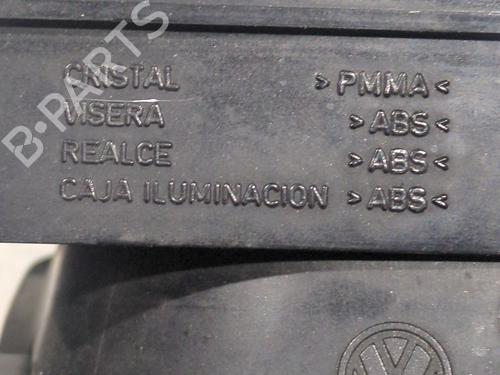 CRISTAL >PMMA<
VISERA >ABS<
REALCE >ABS<
CAJA ILUMINACION >ABS<
B-PARTS